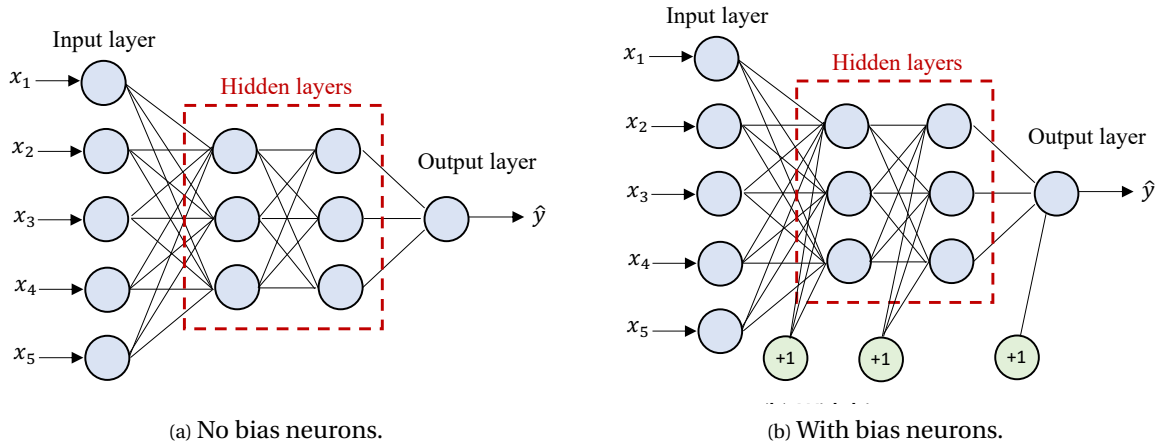 Input layer
x₁
Hidden layers
x₂
Output layer
x₃
ŷ
x₄
x₅
(a) No bias neurons.
Input layer
x₁
Hidden layers
x₂
Output layer
x₃
ŷ
x₄
x₅
+1
+1
+1
(b) With bias neurons.